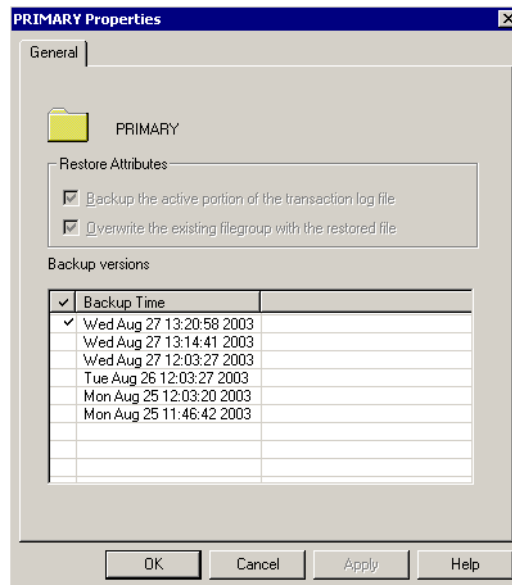 PRIMARY Properties
General
PRIMARY
Restore Attributes
Backup the active portion of the transaction log file
Overwrite the existing filegroup with the restored file
Backup versions
Backup Time
Wed Aug 27 13:20:58 2003
Wed Aug 27 13:14:41 2003
Wed Aug 27 12:03:27 2003
Tue Aug 26 12:03:27 2003
Mon Aug 25 12:03:20 2003
Mon Aug 25 11:46:42 2003
OK Cancel Apply Help